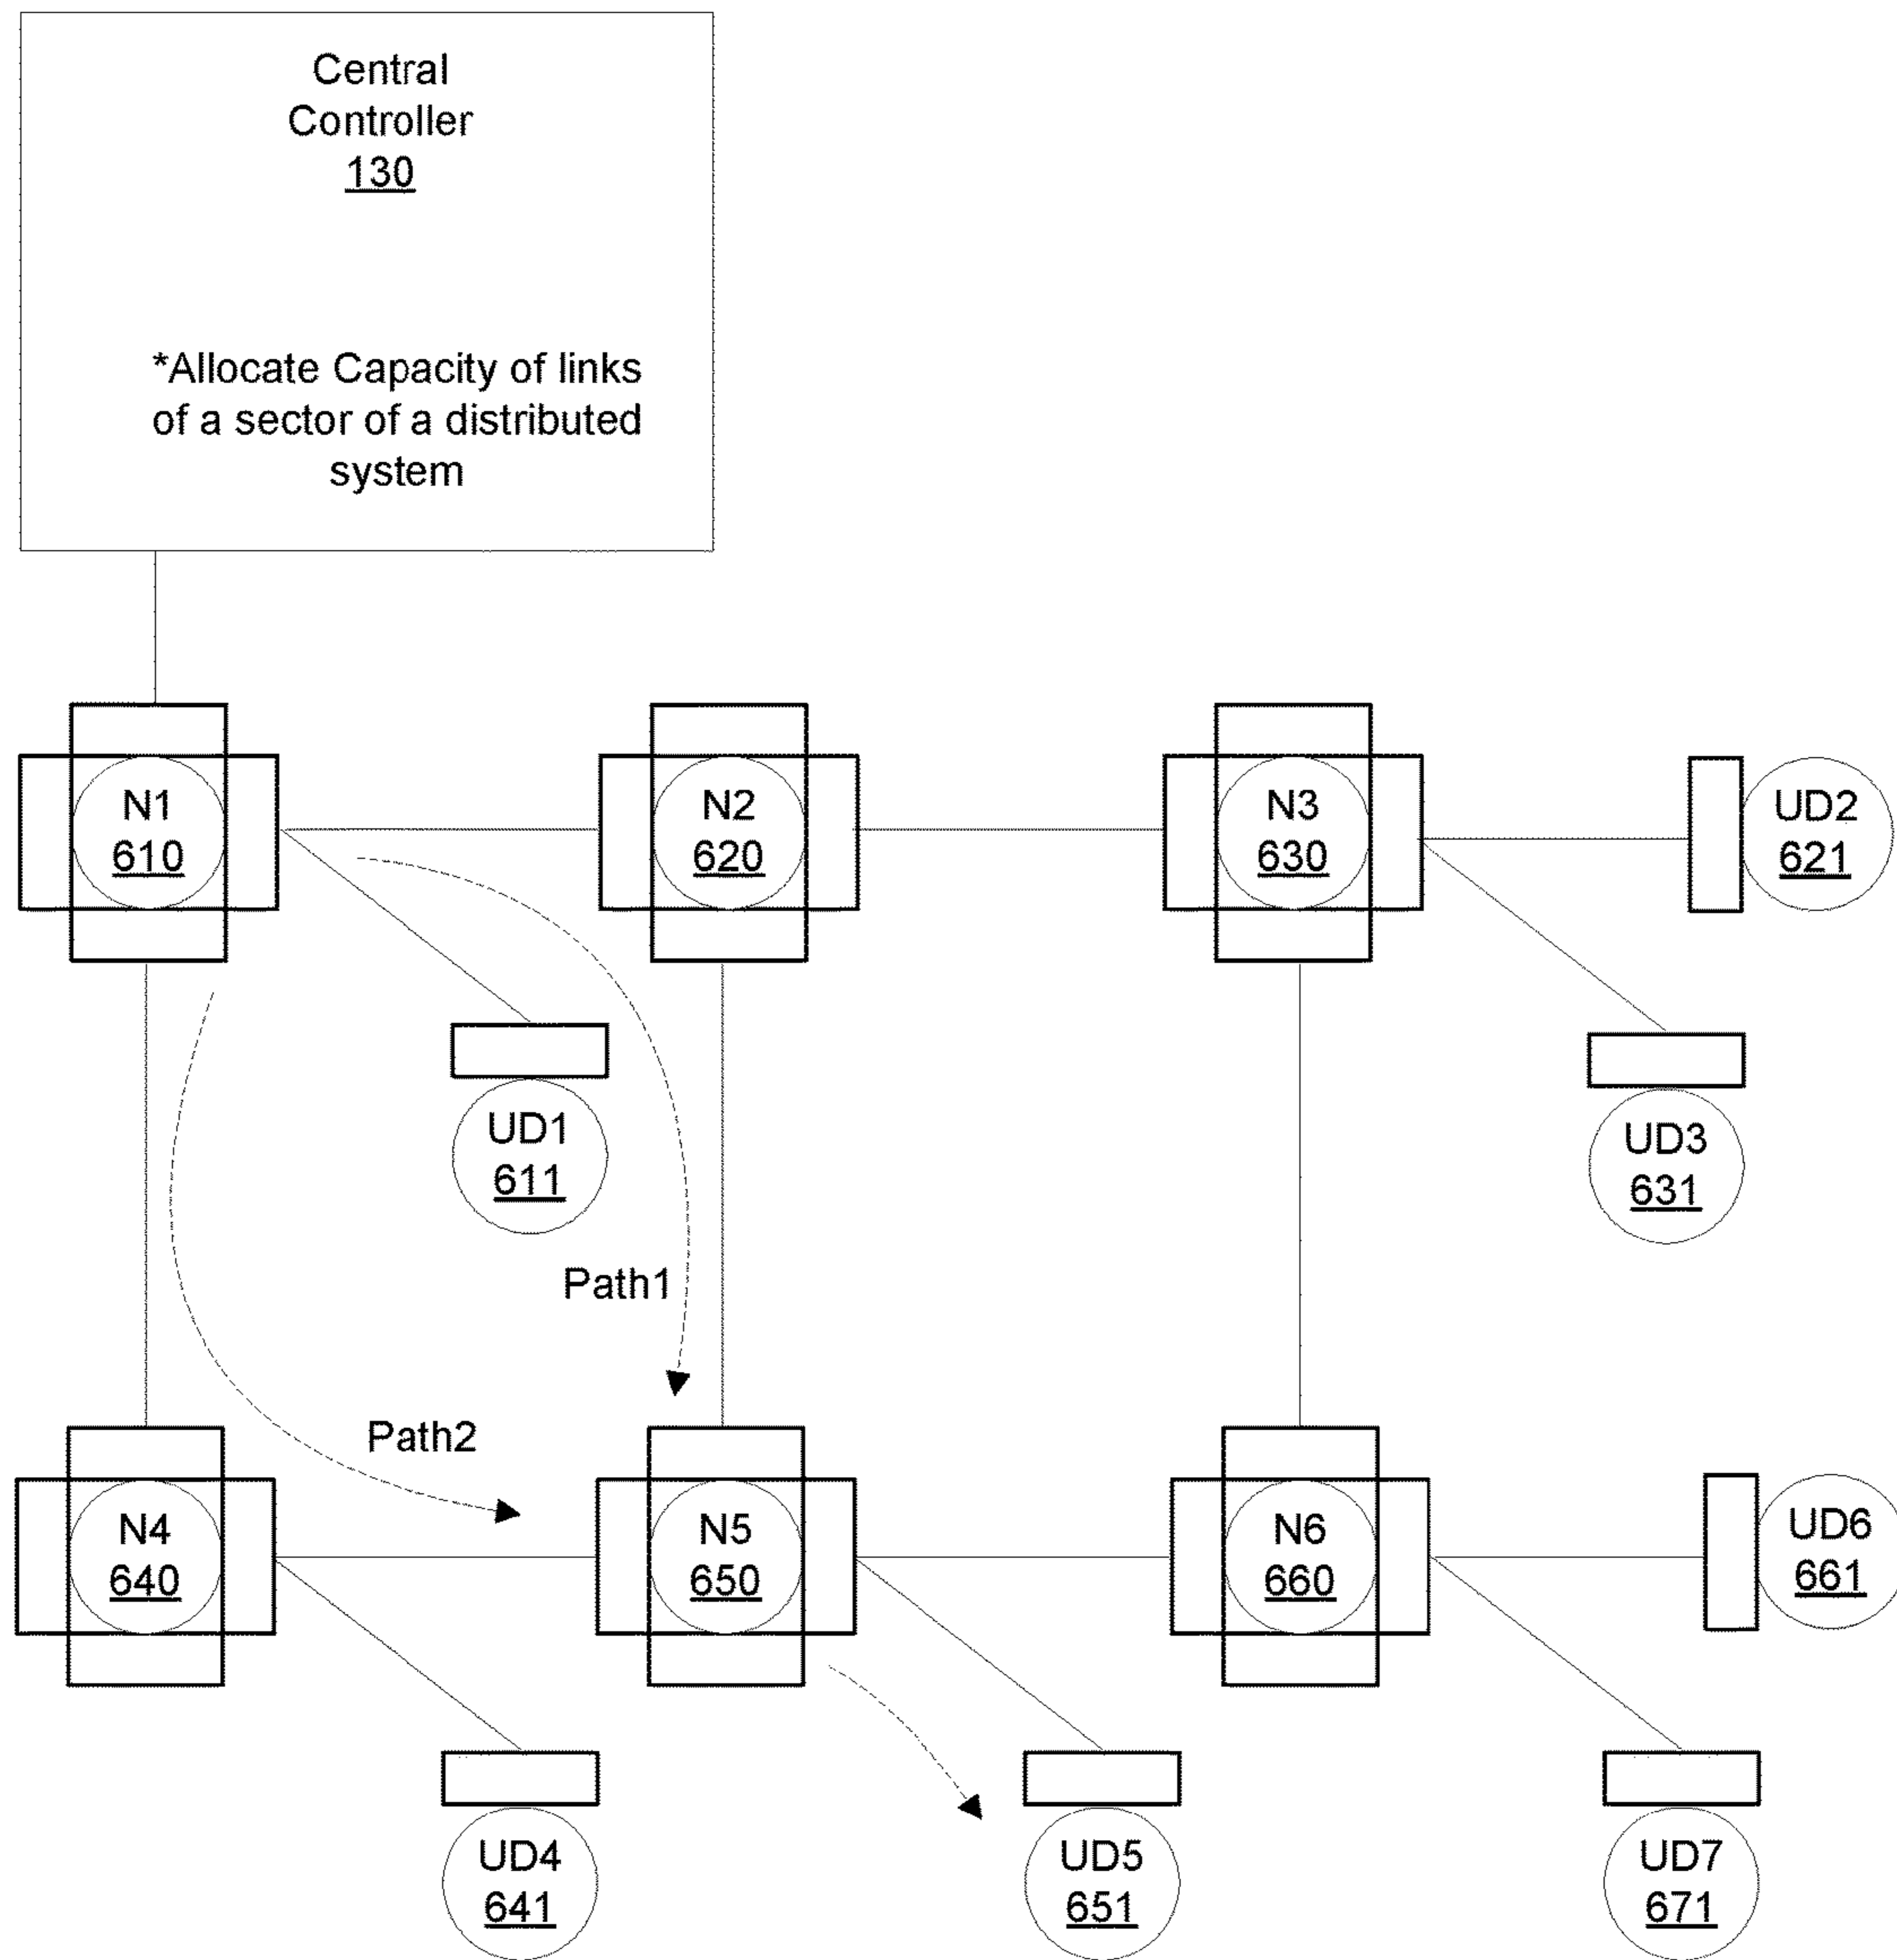 Central
Controller
130
*Allocate Capacity of links
of a sector of a distributed
system
N1
610
N2
620
N3
630
UD2
621
UD1
611
UD3
631
Path1
Path2
N4
640
N5
650
N6
660
UD6
661
UD4
641
UD5
651
UD7
671